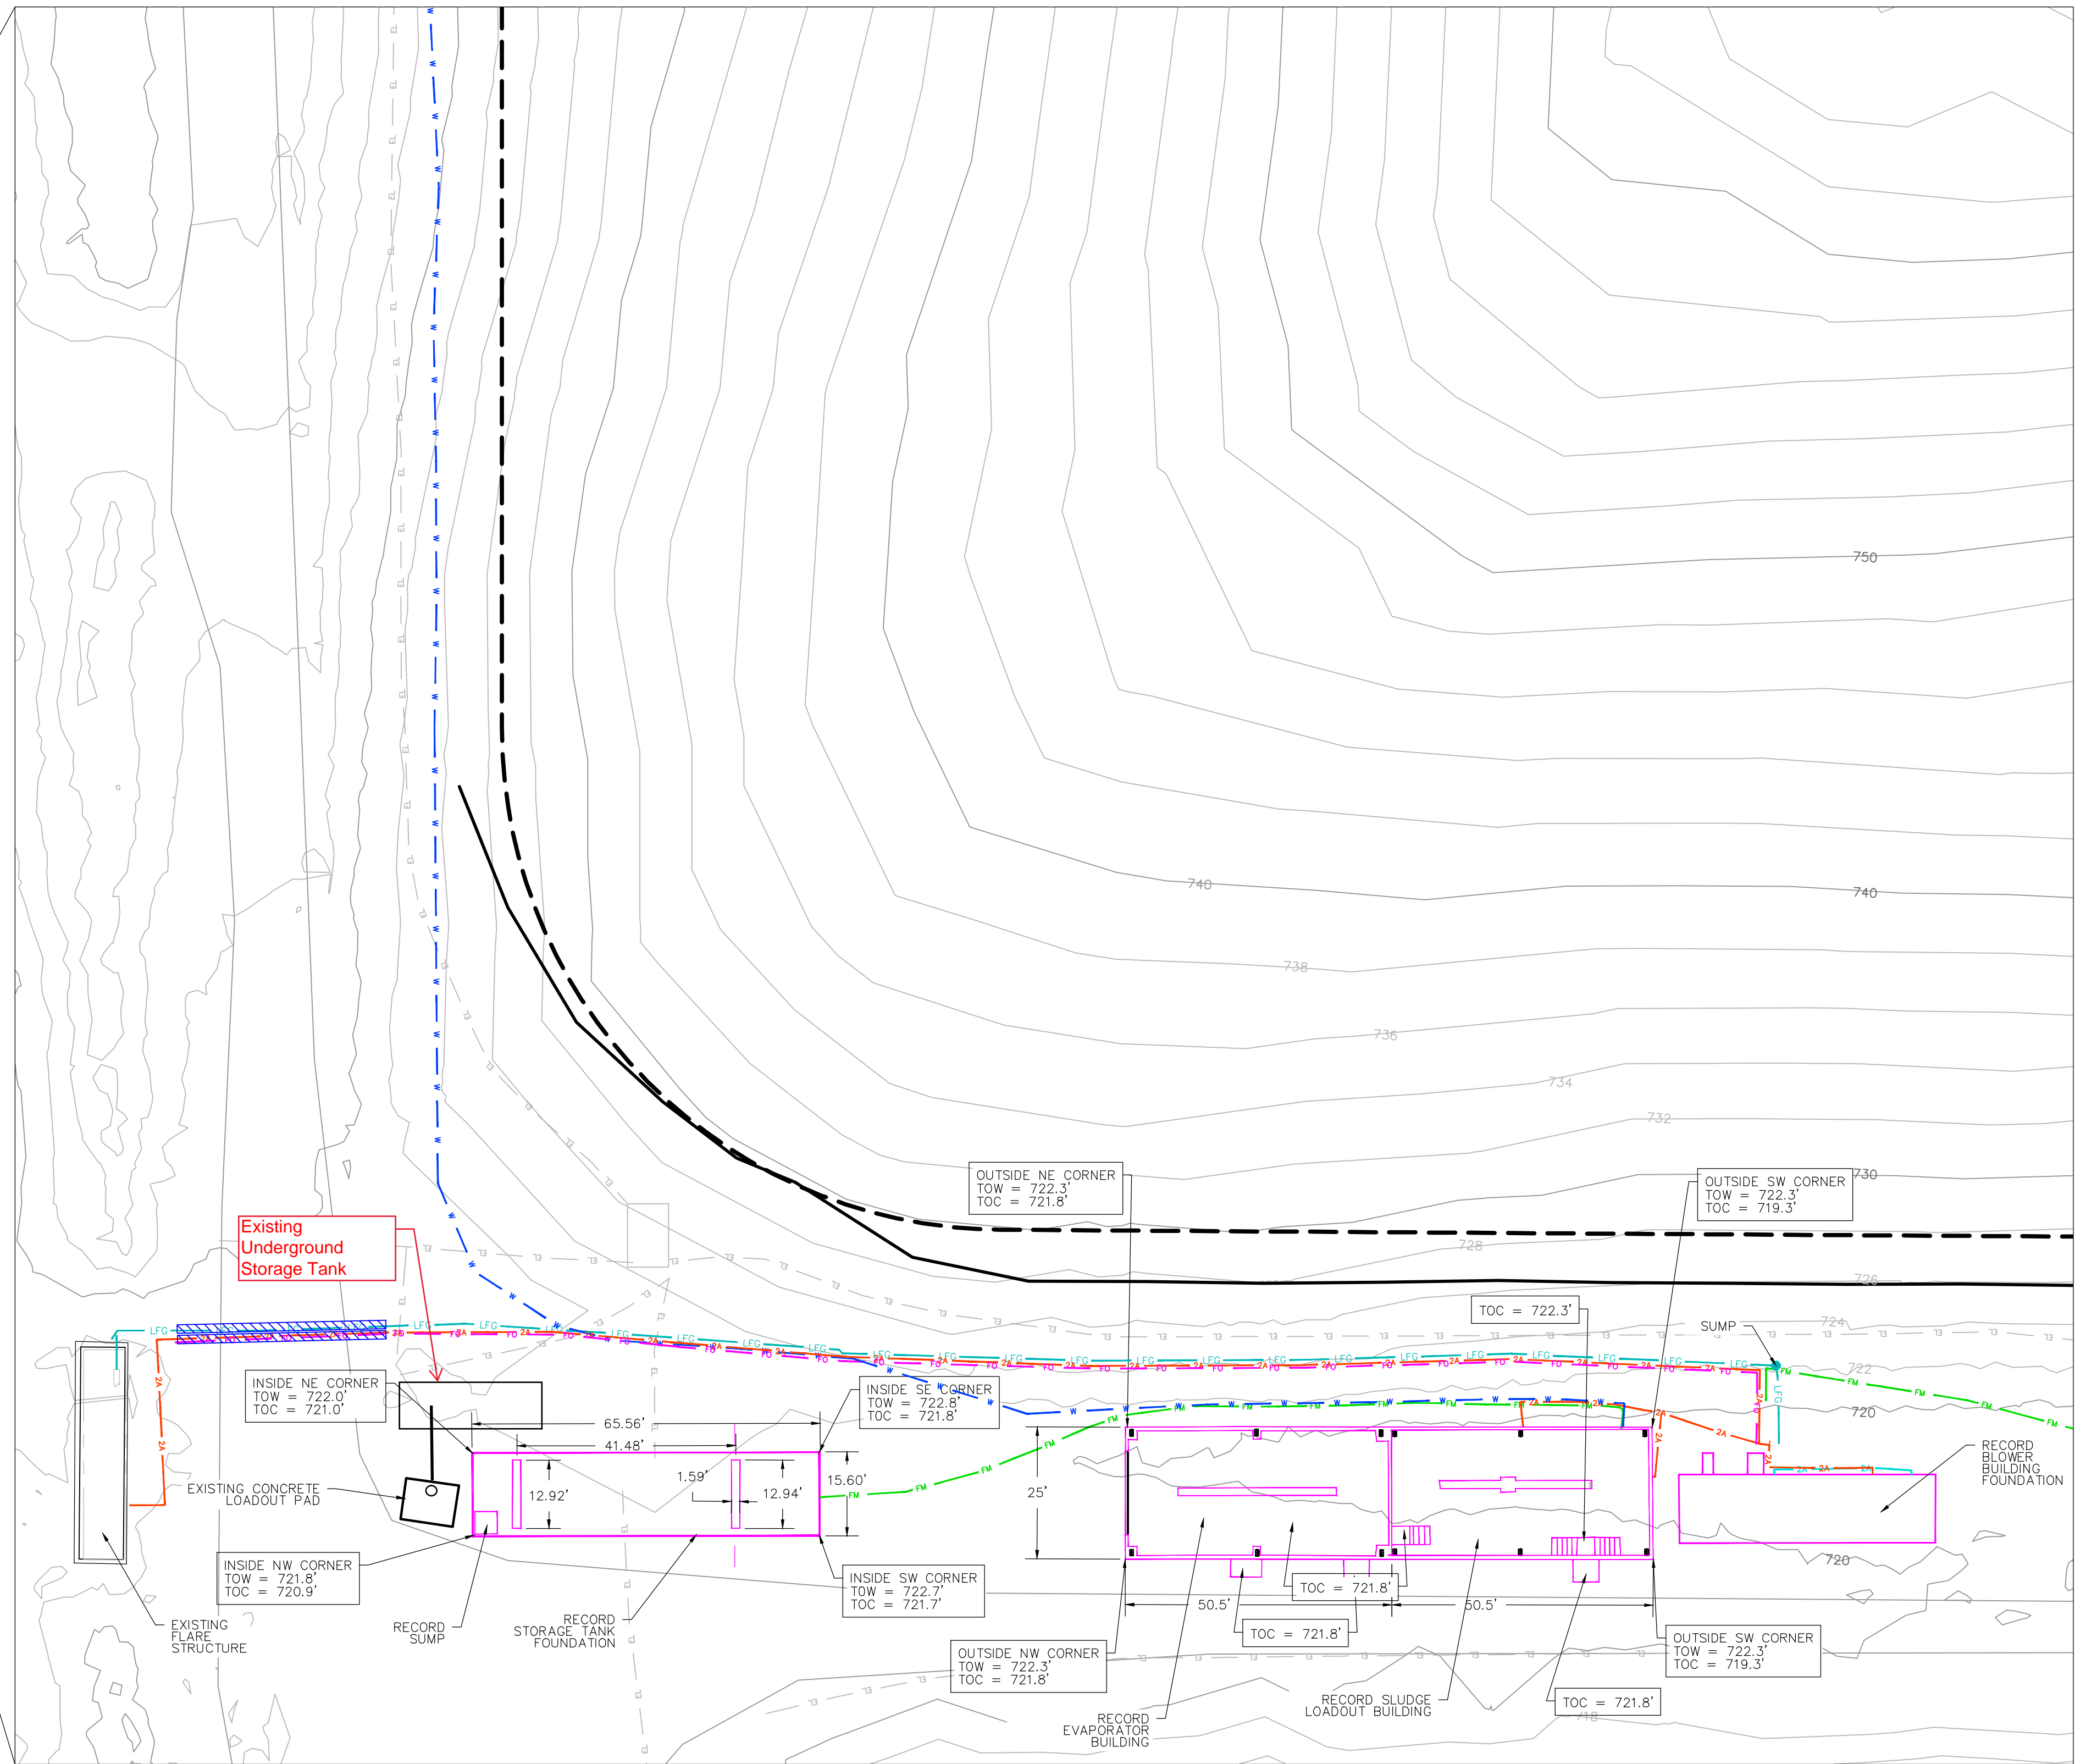 750
740
740
738
736
734
732
OUTSIDE NE CORNER
TOW = 722.3'
TOC = 721.8'
OUTSIDE SW CORNER
TOW = 722.3'
TOC = 719.3'
730
728
726
Existing
Underground
Storage Tank
TOC = 722.3'
SUMP
724
722
720
INSIDE NE CORNER
TOW = 722.0'
TOC = 721.0'
65.56'
41.48'
INSIDE SE CORNER
TOW = 722.8'
TOC = 721.8'
EXISTING CONCRETE
LOADOUT PAD
12.92'
1.59'
12.94'
15.60'
25'
RECORD
BLOWER
BUILDING
FOUNDATION
720
INSIDE NW CORNER
TOW = 721.8'
TOC = 720.9'
INSIDE SW CORNER
TOW = 722.7'
TOC = 721.7'
TOC = 721.8'
50.5'
50.5'
EXISTING
FLARE
STRUCTURE
RECORD
SUMP
RECORD
STORAGE TANK
FOUNDATION
TOC = 721.8'
OUTSIDE NW CORNER
TOW = 722.3'
TOC = 721.8'
OUTSIDE SW CORNER
TOW = 722.3'
TOC = 719.3'
RECORD SLUDGE
LOADOUT BUILDING
TOC = 721.8'
718
RECORD
EVAPORATOR
BUILDING
W
LFG
2A
FO
FM
EL